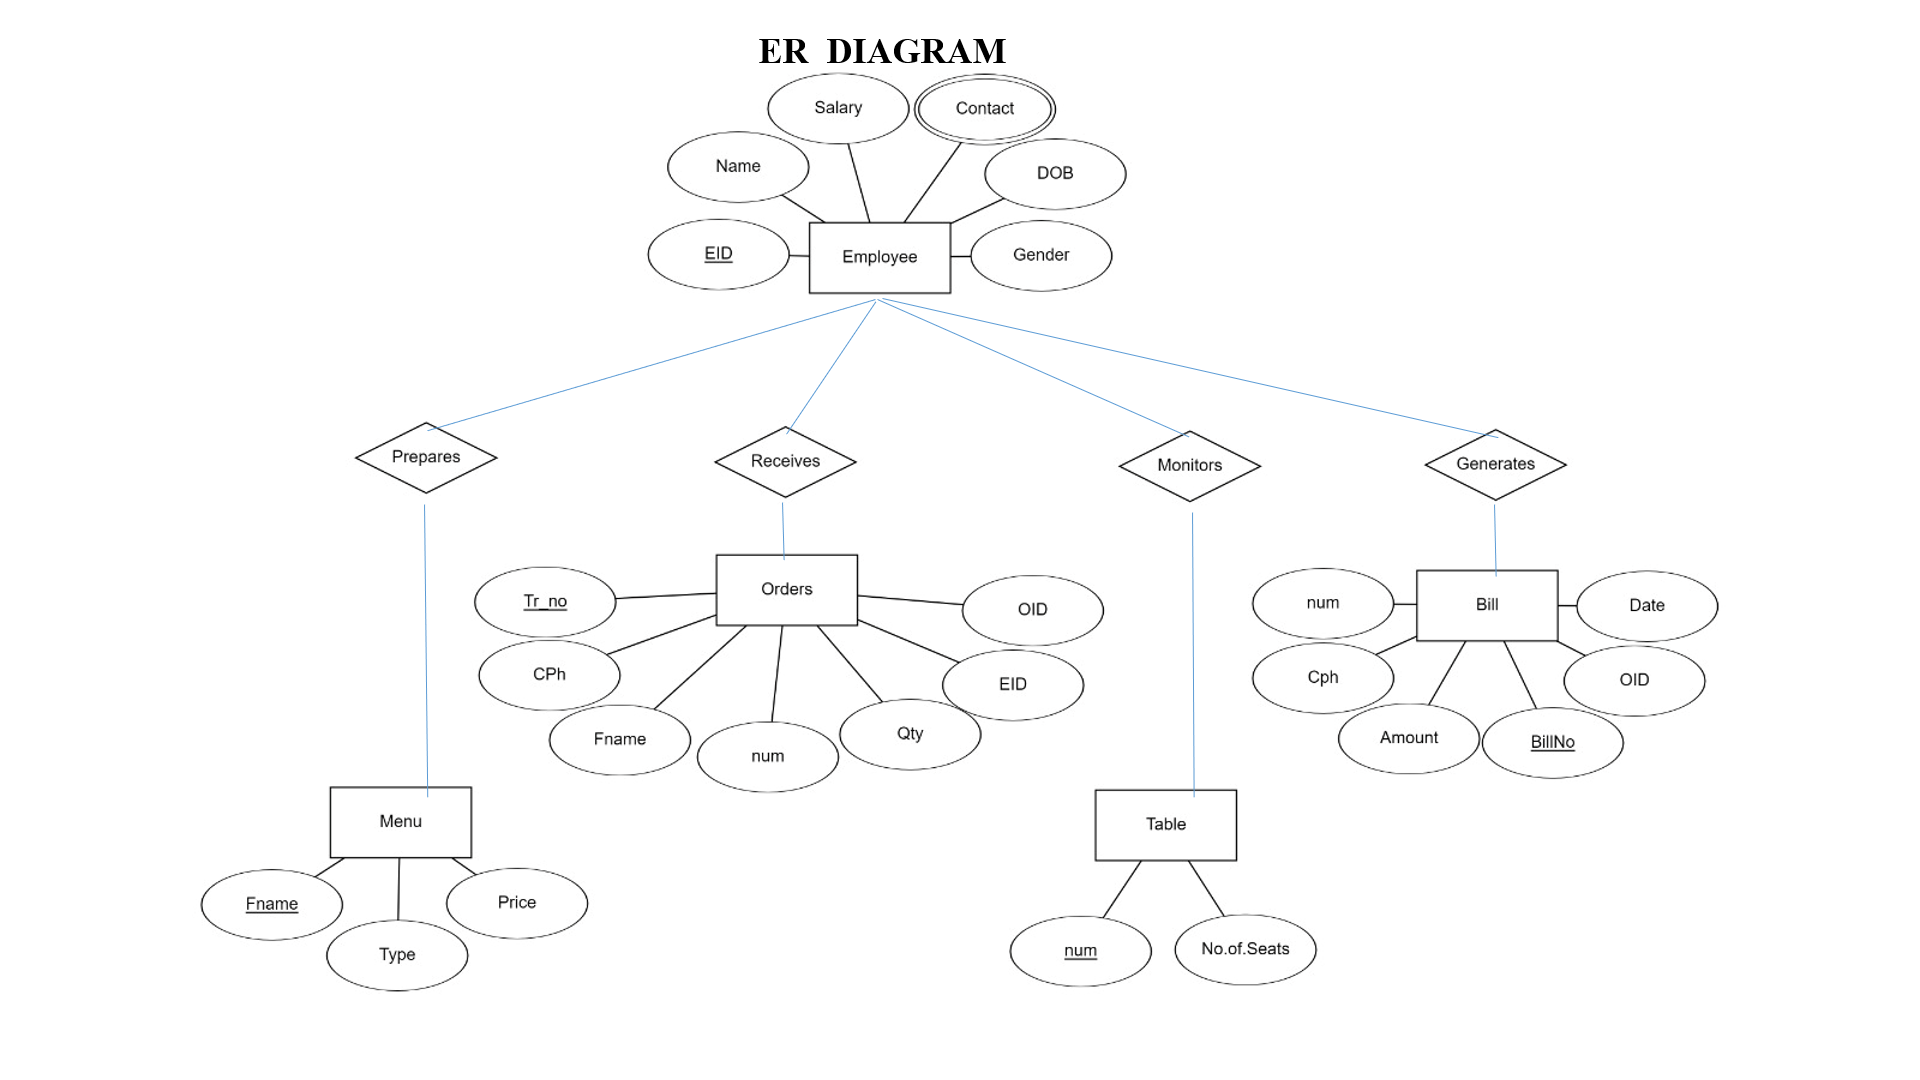 ER DIAGRAM
Salary
Contact
Name
DOB
EID
Employee
Gender
Prepares
Receives
Monitors
Generates
Tr_no
Orders
OID
CPh
EID
Fname
num
Qty
num
Bill
Date
Cph
OID
Amount
BillNo
Menu
Fname
Type
Price
Table
num
No.of.Seats